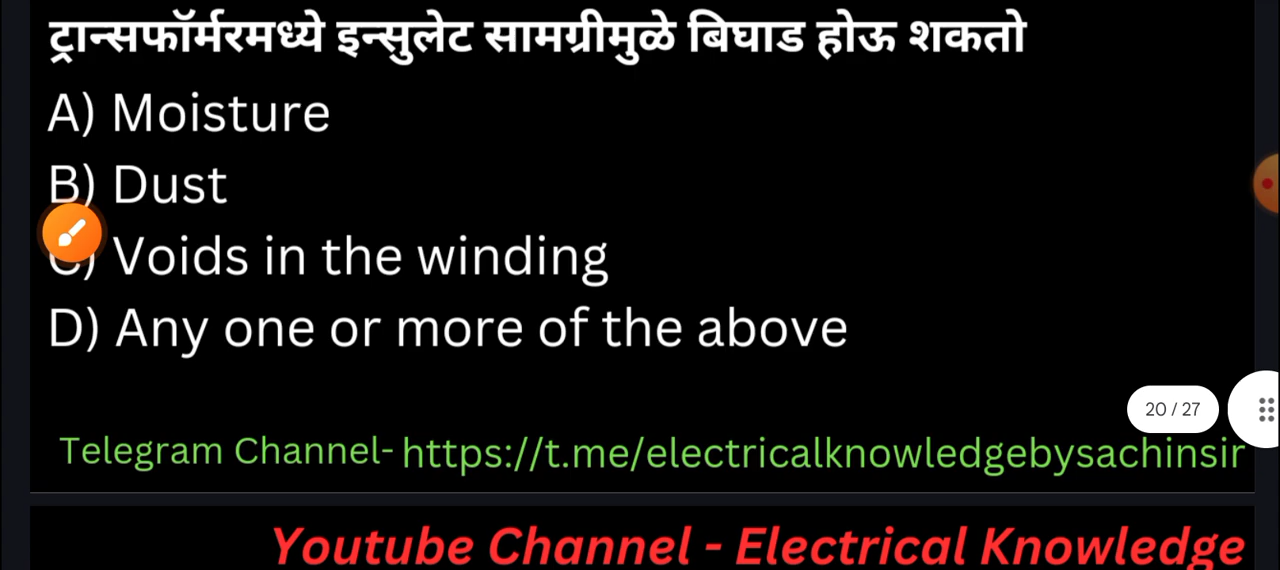 ट्रान्सफॉर्मरमध्ये इन्सुलेट सामग्रीमुळे बिघाड होऊ शकतो
A) Moisture
B) Dust
C) Voids in the winding
D) Any one or more of the above
20 / 27
Telegram Channel- https://t.me/electricalknowledgebysachinsir
Youtube Channel - Electrical Knowledge